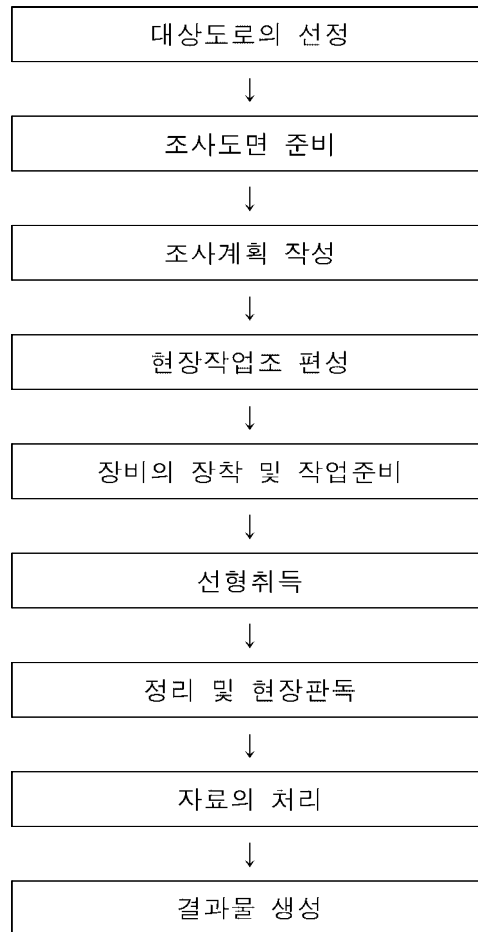 대상도로의 선정
↓
조사도면 준비
↓
조사계획 작성
↓
현장작업조 편성
↓
장비의 장착 및 작업준비
↓
선형취득
↓
정리 및 현장판독
↓
자료의 처리
↓
결과물 생성